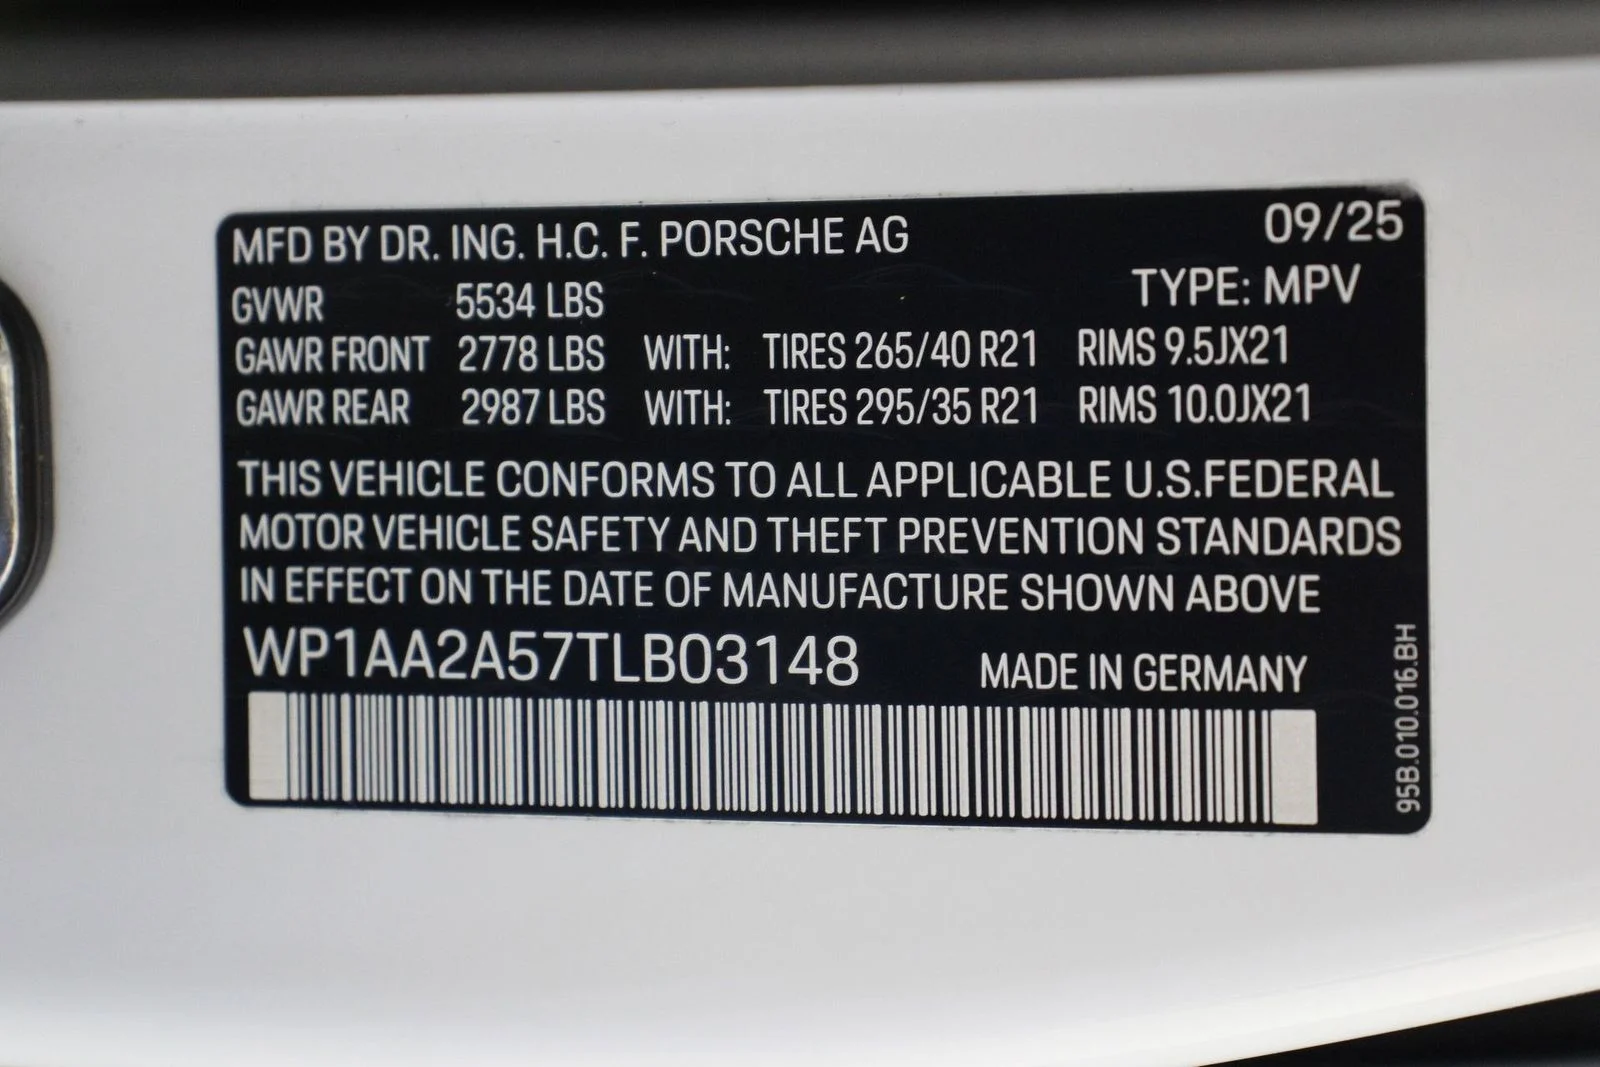 MFD BY DR. ING. H.C. F. PORSCHE AG 09/25
GVWR 5534 LBS TYPE: MPV
GAWR FRONT 2778 LBS WITH: TIRES 265/40 R21 RIMS 9.5JX21
GAWR REAR 2987 LBS WITH: TIRES 295/35 R21 RIMS 10.0JX21
THIS VEHICLE CONFORMS TO ALL APPLICABLE U.S.FEDERAL
MOTOR VEHICLE SAFETY AND THEFT PREVENTION STANDARDS
IN EFFECT ON THE DATE OF MANUFACTURE SHOWN ABOVE
WP1AA2A57TLB03148 MADE IN GERMANY
95B.010.016.BH